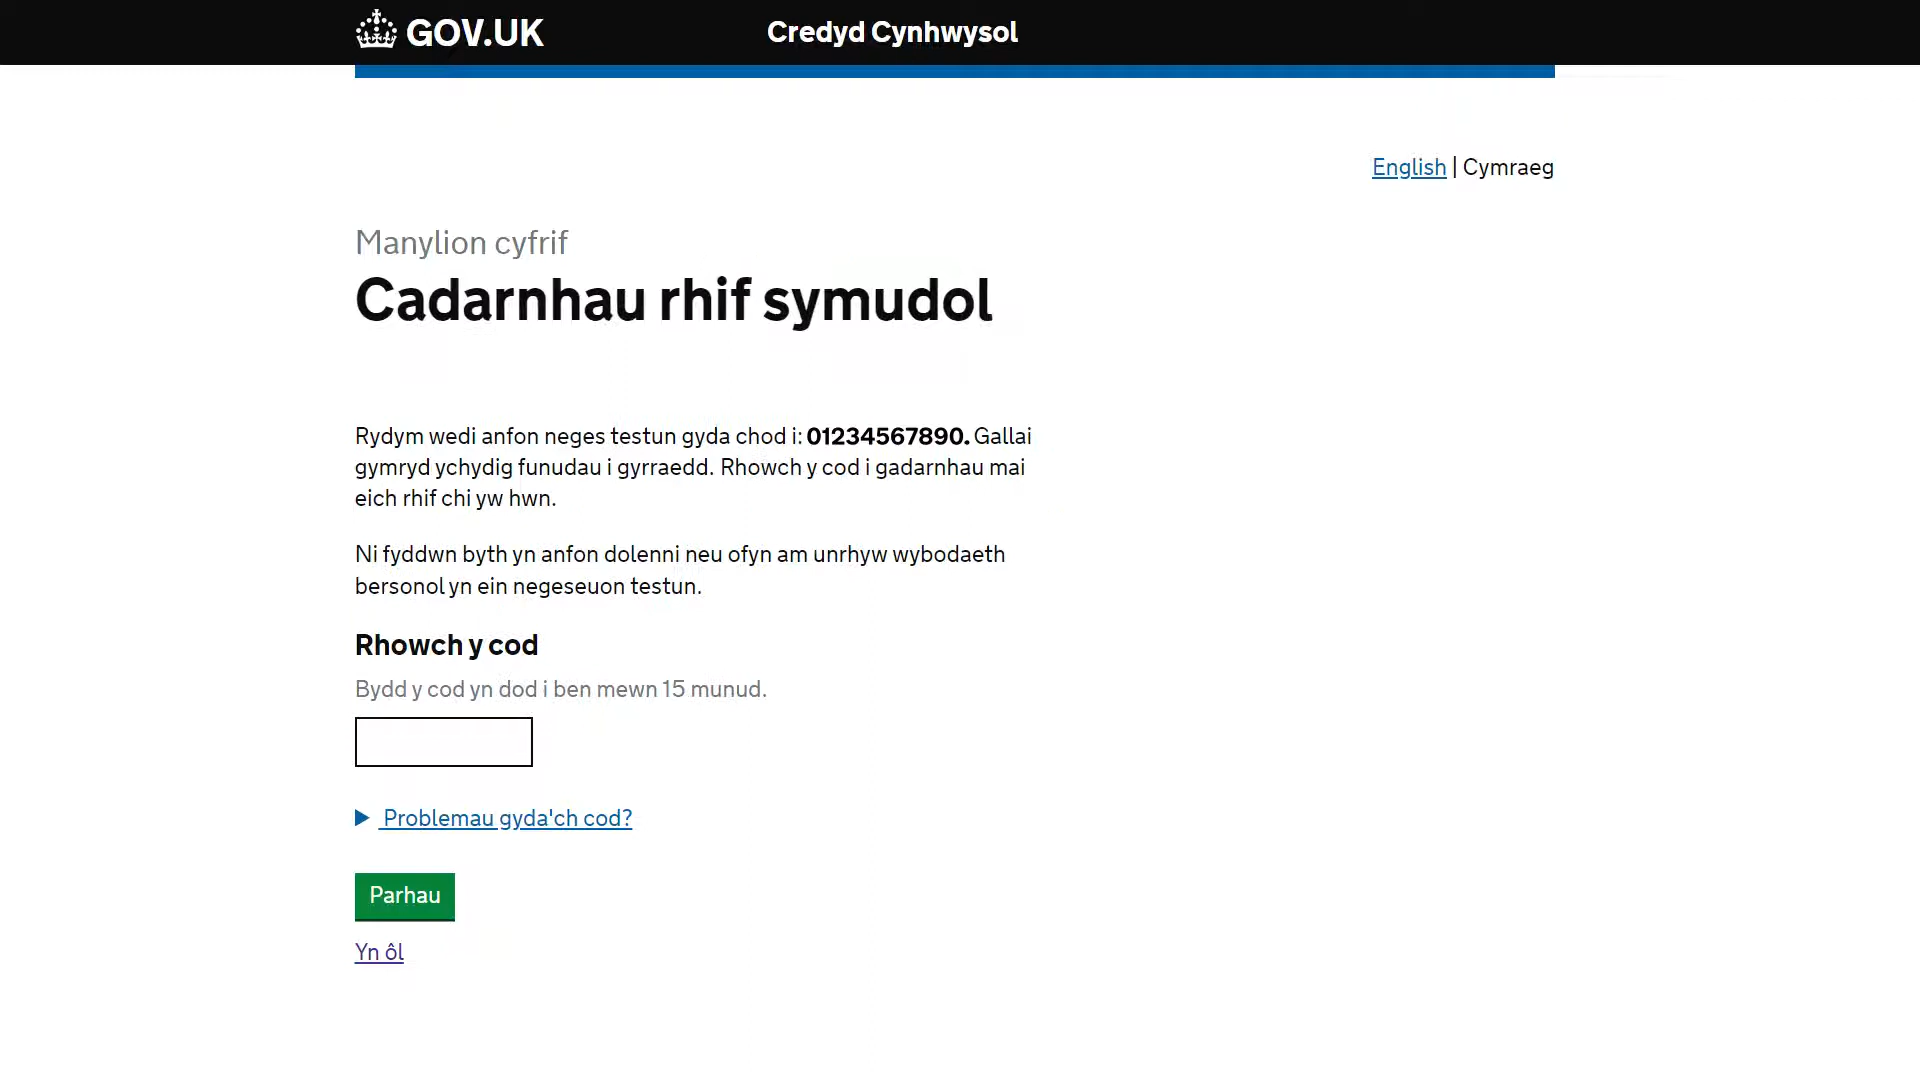 GOV.UK
Credyd Cynhwysol
English | Cymraeg
Manylion cyfrif
Cadarnhau rhif symudol
Rydym wedi anfon neges testun gyda chod i: 01234567890. Gallai
gymryd ychydig funudau i gyrraedd. Rhowch y cod i gadarnhau mai
eich rhif chi yw hwn.
Ni fyddwn byth yn anfon dolenni neu ofyn am unrhyw wybodaeth
bersonol yn ein negeseuon testun.
Rhowch y cod
Bydd y cod yn dod i ben mewn 15 munud.
Problemau gyda'ch cod?
Parhau
Yn ôl